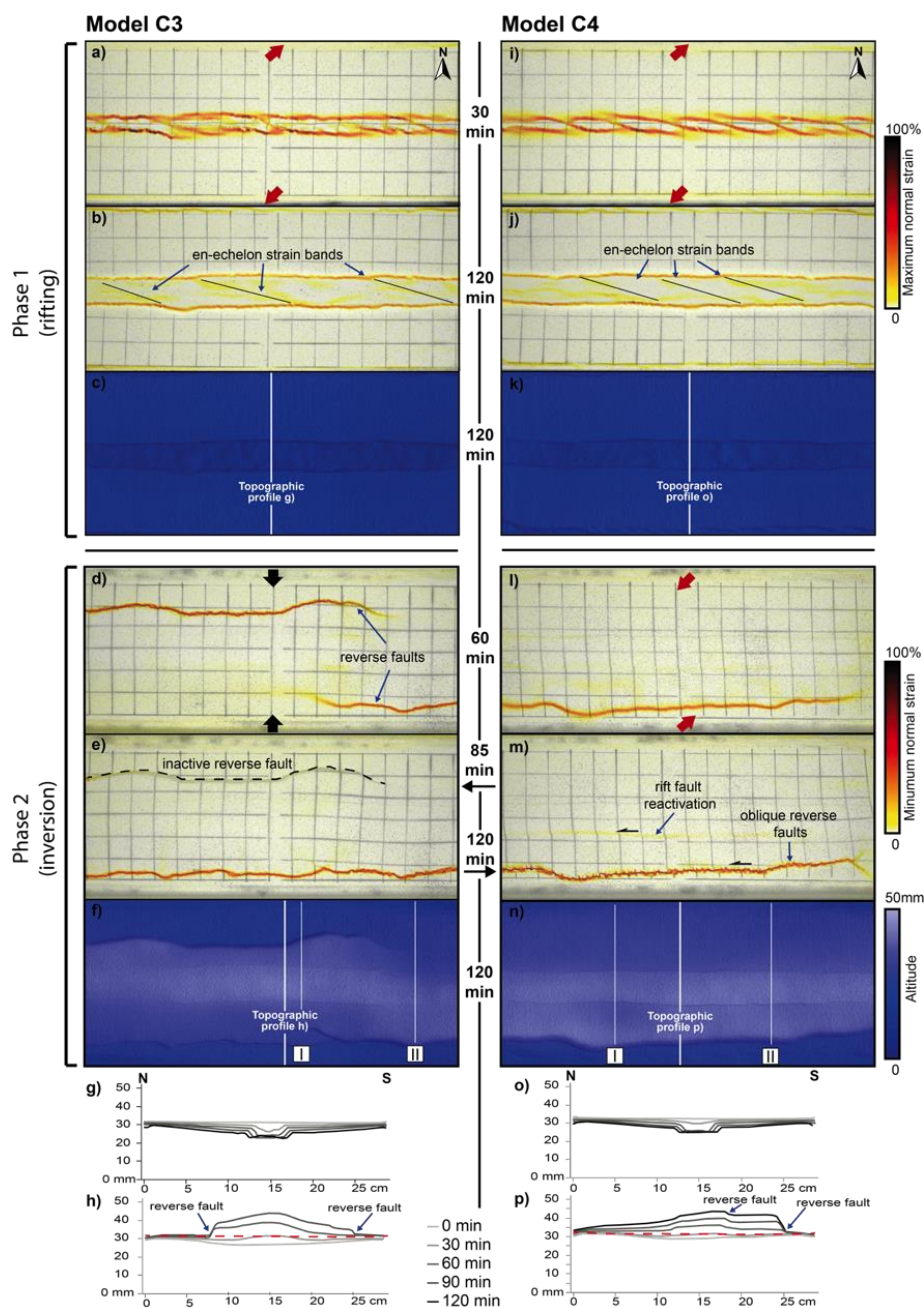 Model C3
Model C4
Phase 1
(rifting)
a)
N
30
min
i)
N
b)
en-echelon strain bands
120
min
j)
en-echelon strain bands
100%
Maximum normal strain
0
c)
Topographic
profile g)
120
min
k)
Topographic
profile o)
Phase 2
(inversion)
d)
reverse faults
60
min
l)
e)
inactive reverse fault
85
min
120
min
m)
rift fault
reactivation
oblique reverse
faults
100%
Minumum normal strain
0
f)
Topographic
profile h)
I
II
120
min
n)
Topographic
profile p)
I
II
50mm
Altitude
0
g)
N
S
50
40
30
20
10
0 mm
0
10
15
20
25 cm
o)
N
S
50
40
30
20
10
0 mm
0
10
15
20
25 cm
h)
50
40
30
20
10
0 mm
reverse fault
reverse fault
0
5
10
15
20
25 cm
0 min
30 min
60 min
90 min
120 min
p)
50
40
30
20
10
0 mm
reverse fault
reverse fault
0
5
10
15
20
25 cm